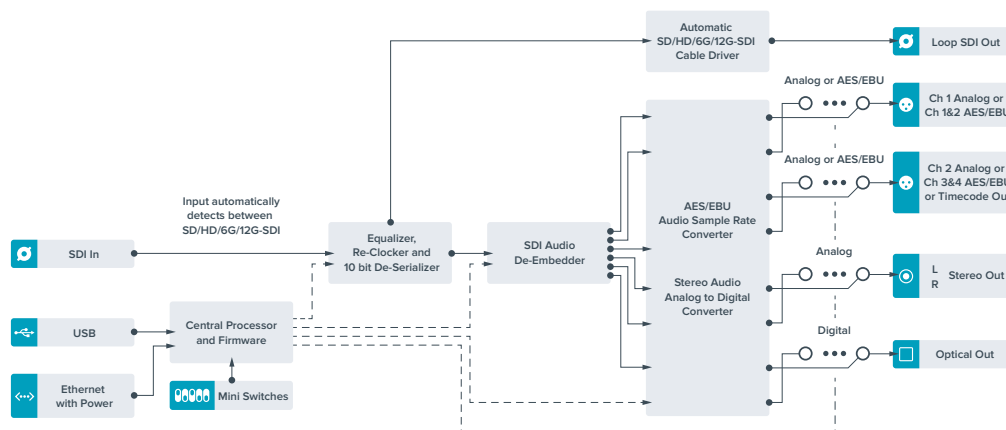 Automatic
SD/HD/6G/12G-SDI
Cable Driver
Loop SDI Out
Analog or AES/EBU
Ch 1 Analog or
Ch 1&2 AES/EBU
Analog or AES/EBU
Ch 2 Analog or
Ch 3&4 AES/EBU
or Timecode Ou
Input automatically
detects between
SD/HD/6G/12G-SDI
SDI In
Equalizer,
Re-Clocker and
10 bit De-Serializer
SDI Audio
De-Embedder
AES/EBU
Audio Sample Rate
Converter
Stereo Audio
Analog to Digital
Converter
Analog
L
R
Stereo Out
USB
Central Processor
and Firmware
Digital
Optical Out
Ethernet
with Power
Mini Switches